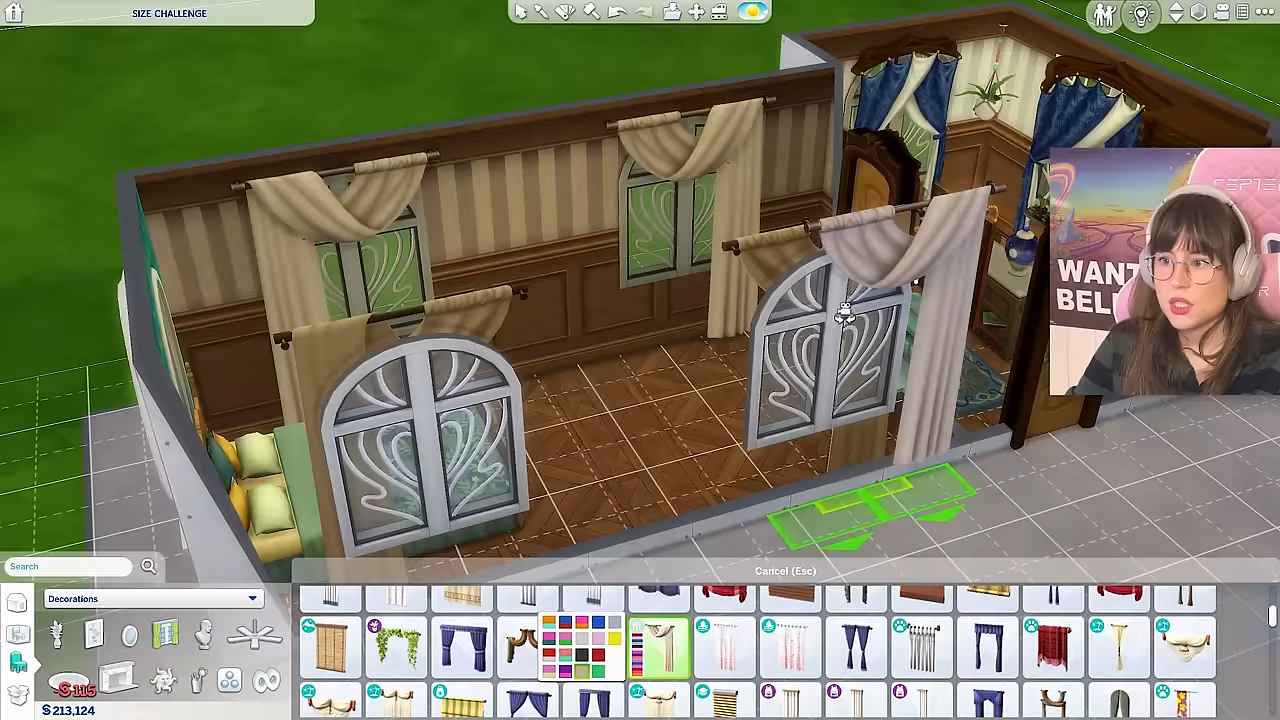 SIZE CHALLENGE
WANT
BEL
Search
Cancel (Esc)
Decorations
$115
$213,124